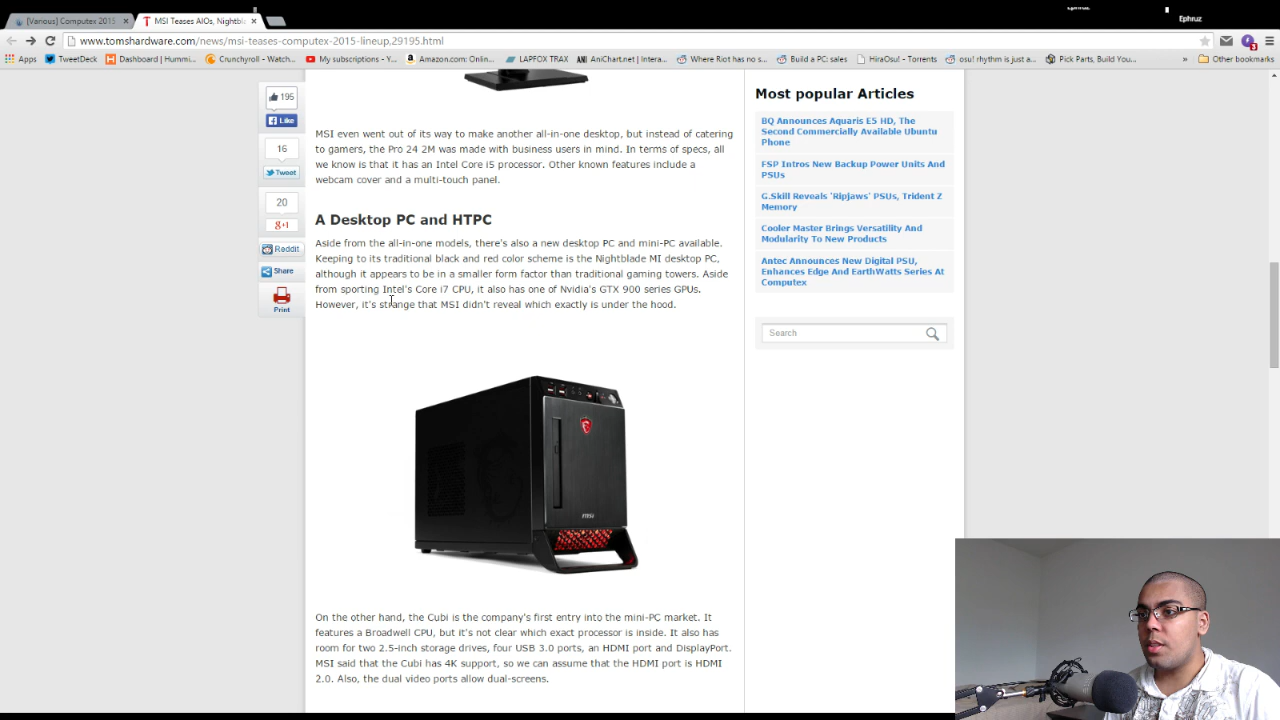 [Various] Computex 2015
MSI Teases AIOs, Nightbl
Ephruz
www.tomshardware.com/news/msi-teases-computex-2015-lineup,29195.html
3
Apps
TweetDeck
Dashboard | Hummi...
Crunchyroll - Watch...
My subscriptions - Y...
Amazon.com: Onlin...
LAPFOX TRAX
AniChart.net | Intera...
Where Riot has no s...
Build a PC: sales
HiraOsu! - Torrents
osu! rhythm is just a...
Pick Parts, Build You...
»
Other bookmarks
195
Like
16
Tweet
20
g+1
Reddit
Share
Print
MSI even went out of its way to make another all-in-one desktop, but instead of catering
to gamers, the Pro 24 2M was made with business users in mind. In terms of specs, all
we know is that it has an Intel Core i5 processor. Other known features include a
webcam cover and a multi-touch panel.
A Desktop PC and HTPC
Aside from the all-in-one models, there's also a new desktop PC and mini-PC available.
Keeping to its traditional black and red color scheme is the Nightblade MI desktop PC,
although it appears to be in a smaller form factor than traditional gaming towers. Aside
from sporting Intel's Core i7 CPU, it also has one of Nvidia's GTX 900 series GPUs.
However, it's strange that MSI didn't reveal which exactly is under the hood.
msi
On the other hand, the Cubi is the company's first entry into the mini-PC market. It
features a Broadwell CPU, but it's not clear which exact processor is inside. It also has
room for two 2.5-inch storage drives, four USB 3.0 ports, an HDMI port and DisplayPort.
MSI said that the Cubi has 4K support, so we can assume that the HDMI port is HDMI
2.0. Also, the dual video ports allow dual-screens.
Most popular Articles
BQ Announces Aquaris E5 HD, The
Second Commercially Available Ubuntu
Phone
FSP Intros New Backup Power Units And
PSUs
G.Skill Reveals 'Ripjaws' PSUs, Trident Z
Memory
Cooler Master Brings Versatility And
Modularity To New Products
Antec Announces New Digital PSU,
Enhances Edge And EarthWatts Series At
Computex
Search